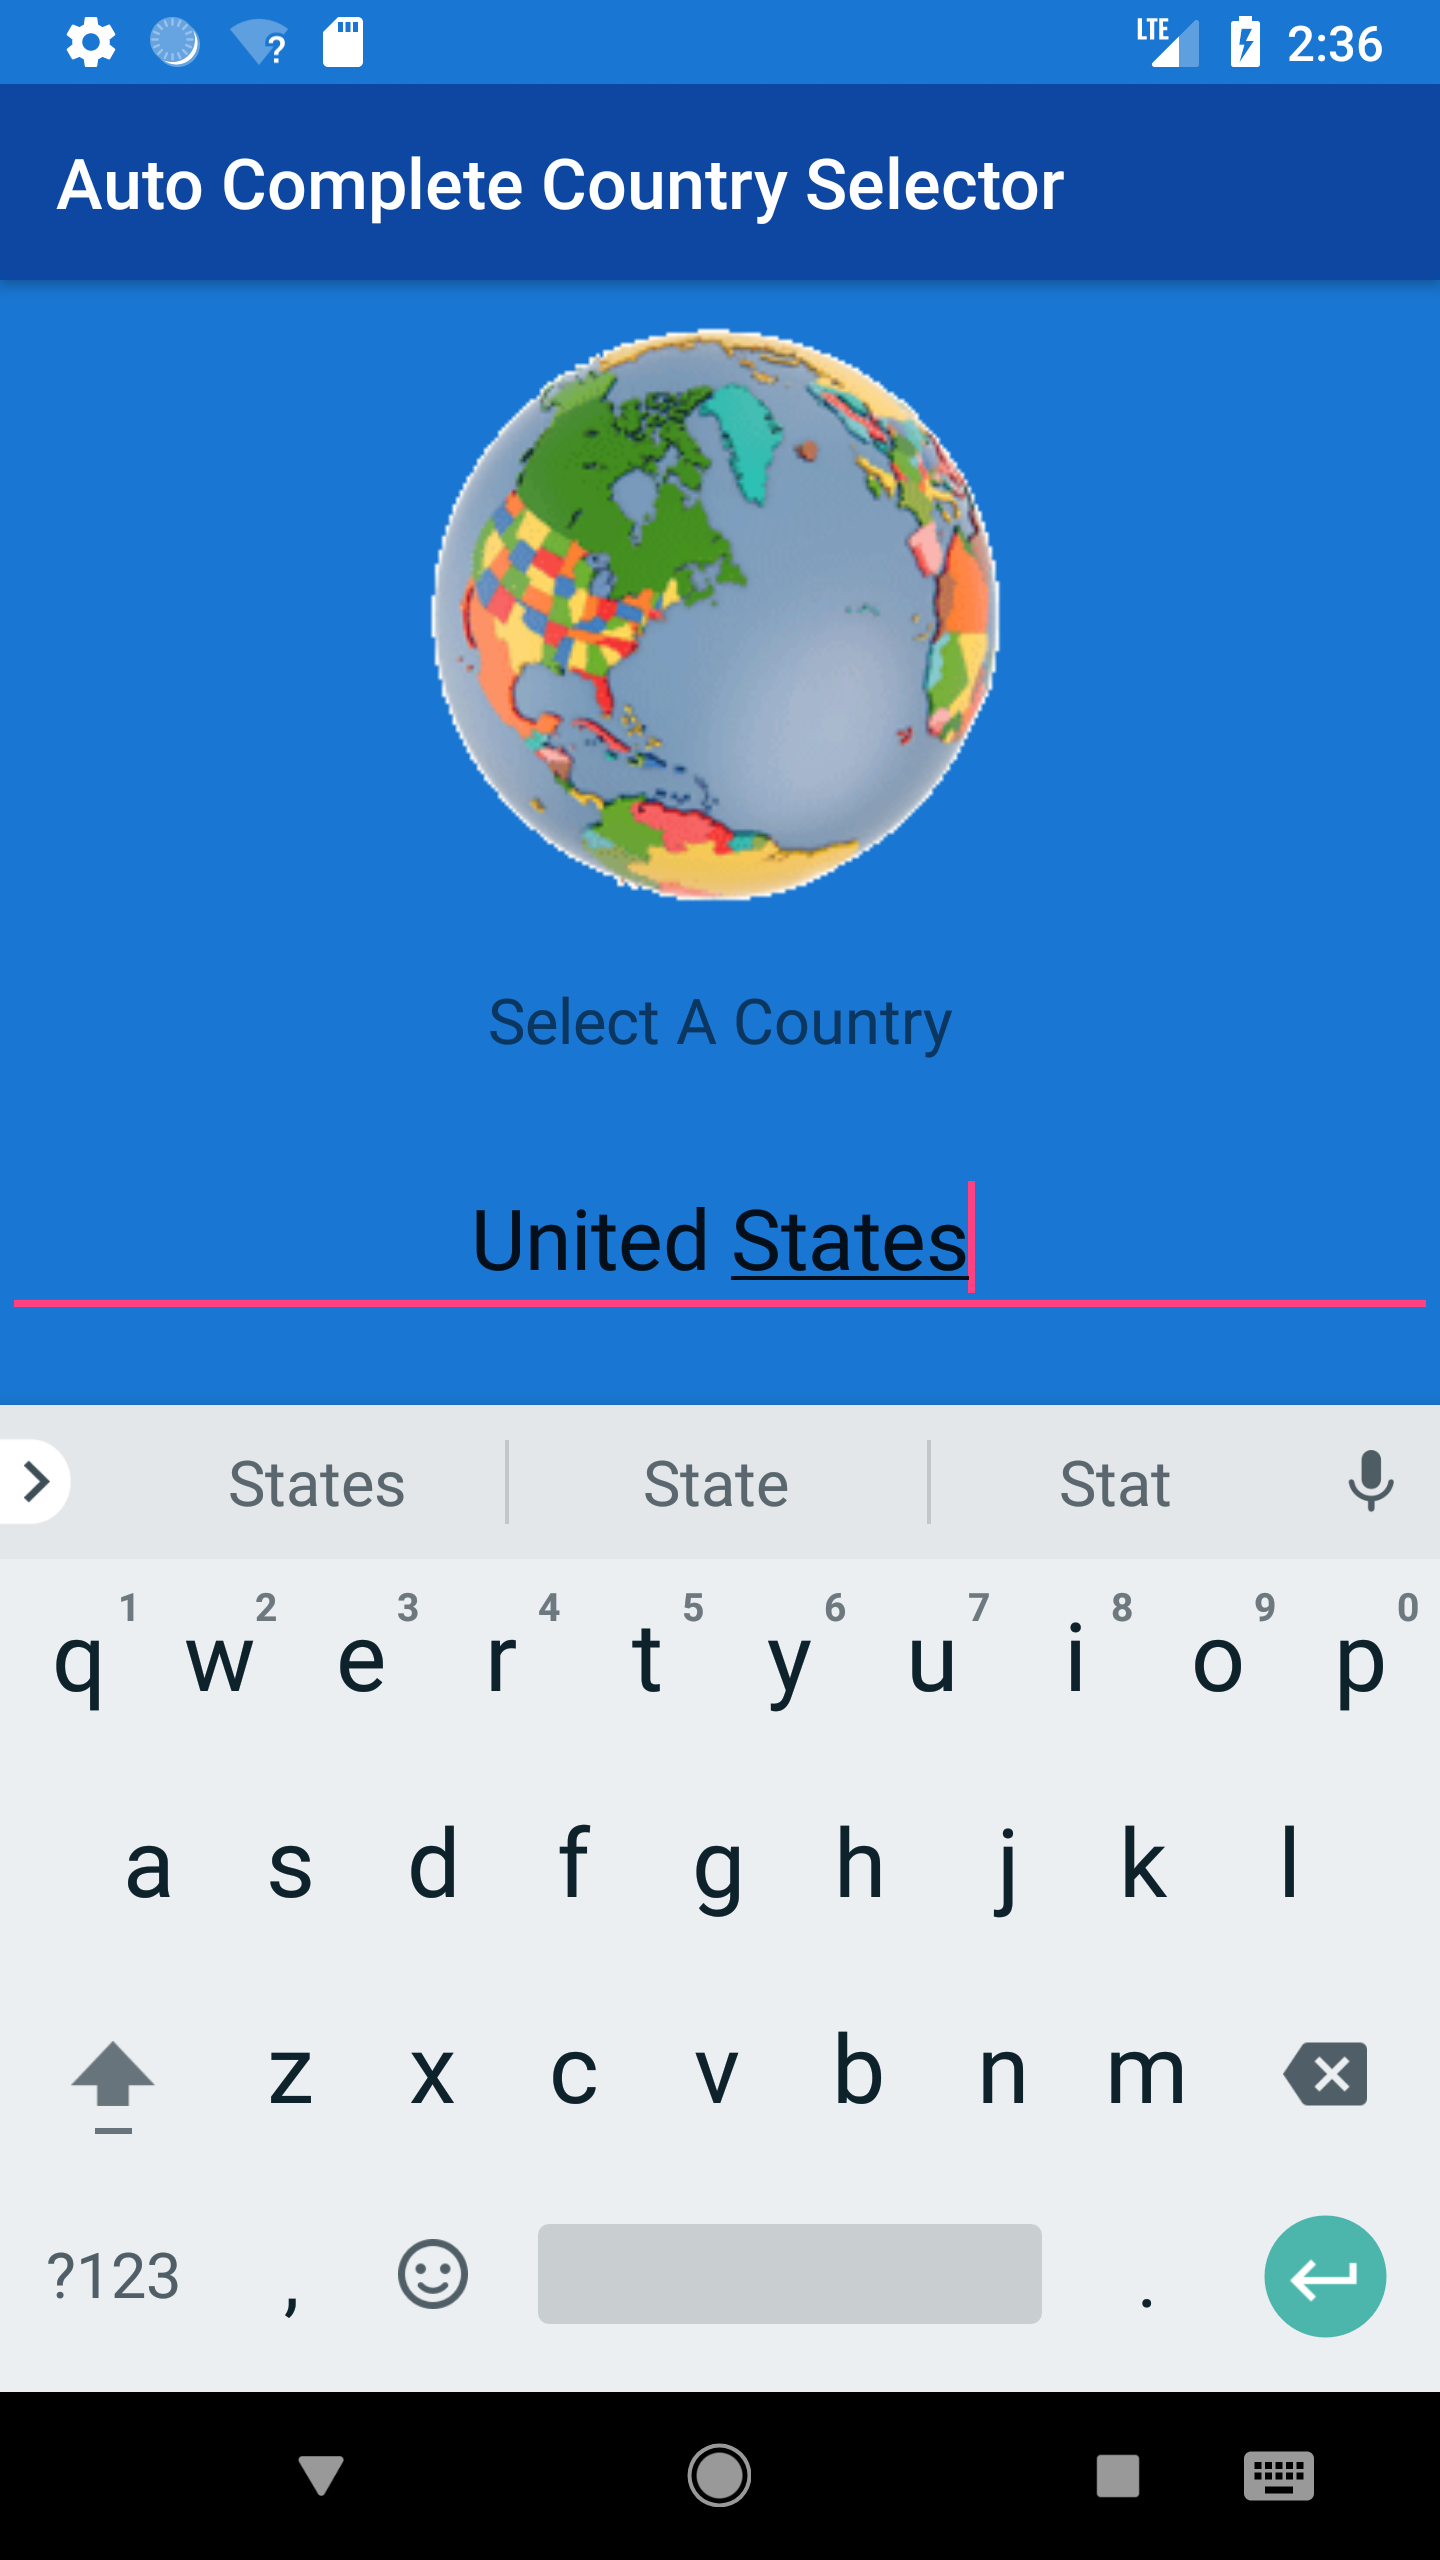 LTE 2:36
Auto Complete Country Selector
Select A Country
United States
States State Stat
1 2 3 4 5 6 7 8 9 0
q w e r t y u i o p
a s d f g h j k l
z x c v b n m
?123 , .